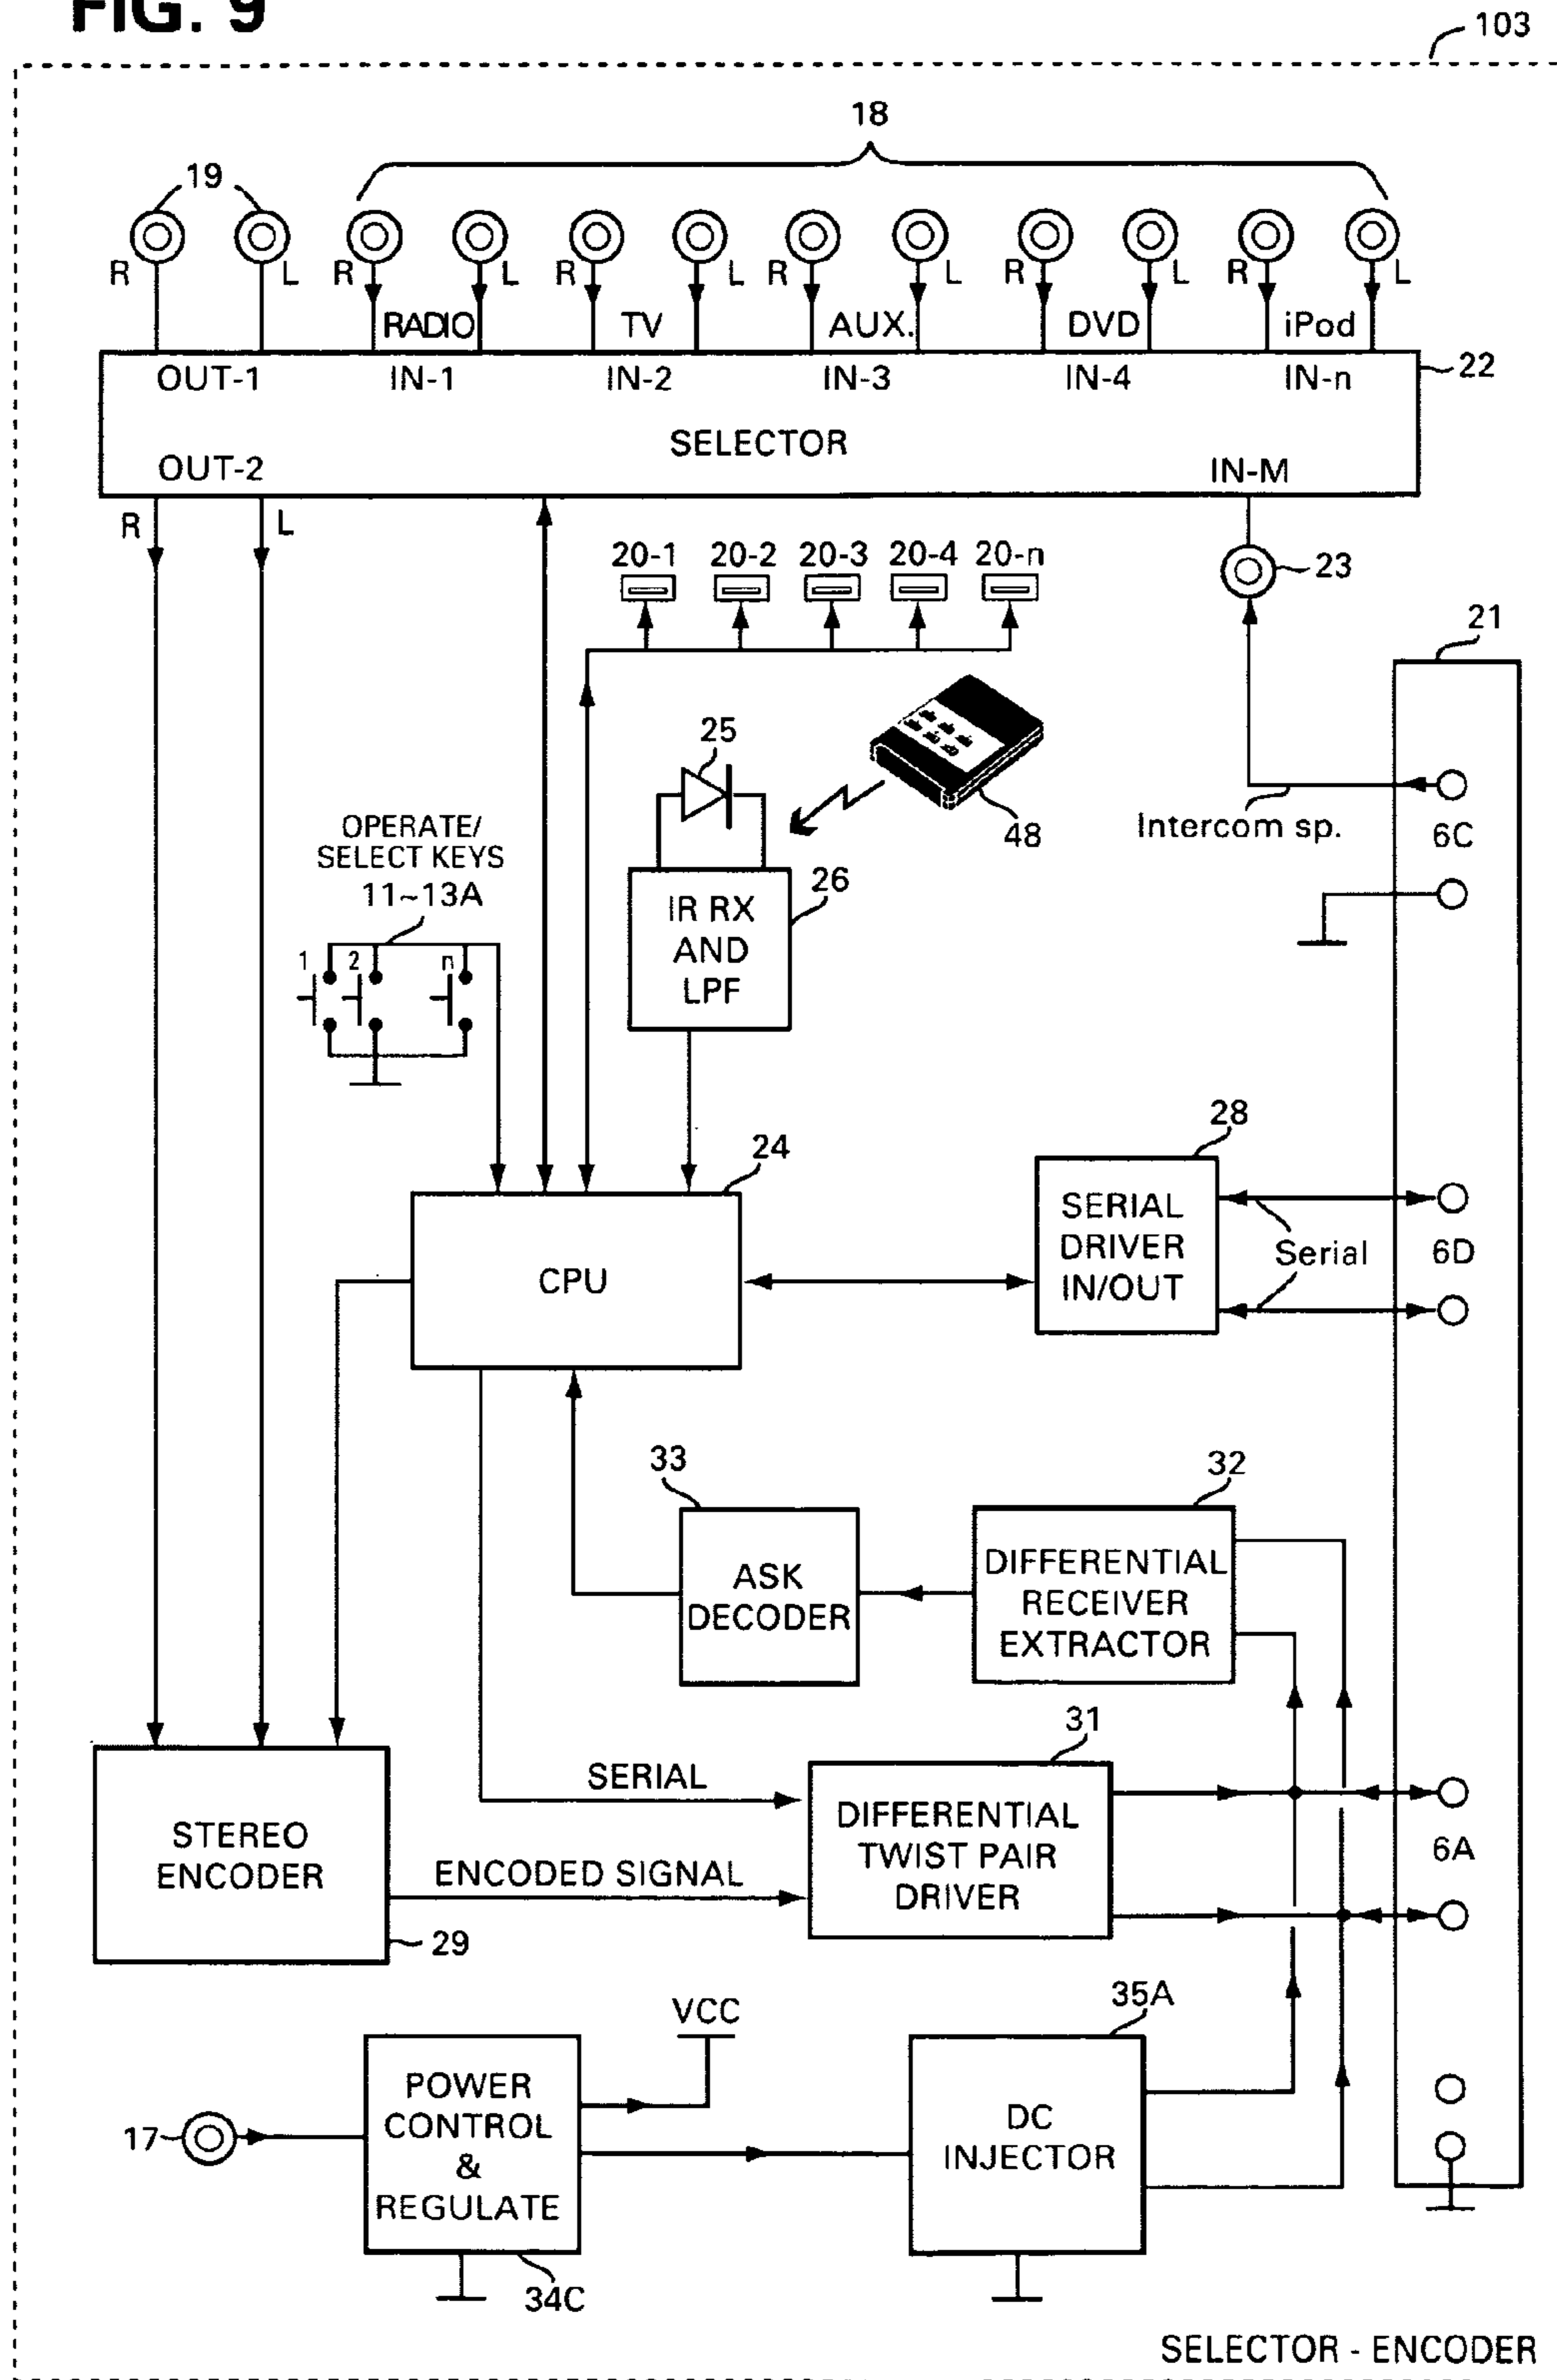 FIG. 9
103
18
19
R L R L R L R L R L R L
RADIO TV AUX. DVD iPod
OUT-1 IN-1 IN-2 IN-3 IN-4 IN-n
22
SELECTOR
OUT-2 IN-M
R L
20-1 20-2 20-3 20-4 20-n
23
21
25
48
Intercom sp.
6C
OPERATE/
SELECT KEYS
11~13A
26
IR RX
AND
LPF
1 2 n
28
24
SERIAL
DRIVER
IN/OUT
Serial
6D
CPU
33
32
ASK
DECODER
DIFFERENTIAL
RECEIVER
EXTRACTOR
31
SERIAL
DIFFERENTIAL
TWIST PAIR
DRIVER
6A
STEREO
ENCODER
ENCODED SIGNAL
29
VCC
35A
POWER
CONTROL
&
REGULATE
DC
INJECTOR
17
34C
SELECTOR - ENCODER